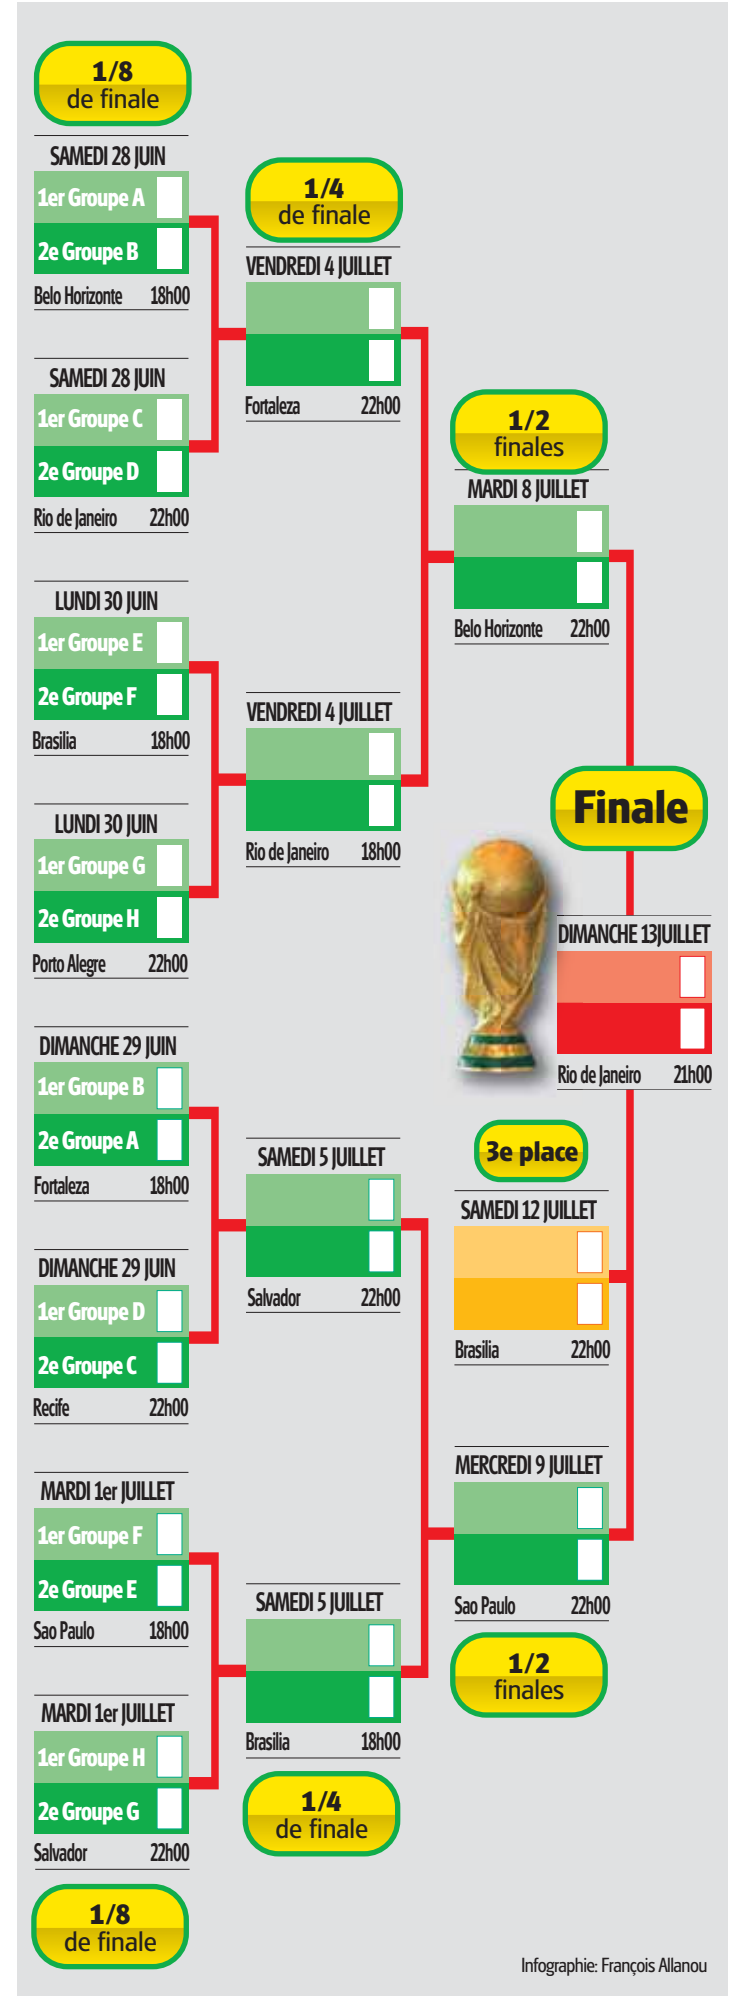 1/8
de finale
SAMEDI 28 JUIN
1er Groupe A
2e Groupe B
Belo Horizonte 18h00
SAMEDI 28 JUIN
1er Groupe C
2e Groupe D
Rio de Janeiro 22h00
LUNDI 30 JUIN
1er Groupe E
2e Groupe F
Brasilia 18h00
LUNDI 30 JUIN
1er Groupe G
2e Groupe H
Porto Alegre 22h00
DIMANCHE 29 JUIN
1er Groupe B
2e Groupe A
Fortaleza 18h00
DIMANCHE 29 JUIN
1er Groupe D
2e Groupe C
Recife 22h00
MARDI 1er JUILLET
1er Groupe F
2e Groupe E
Sao Paulo 18h00
MARDI 1er JUILLET
1er Groupe H
2e Groupe G
Salvador 22h00
1/8
de finale
1/4
de finale
VENDREDI 4 JUILLET
Fortaleza 22h00
VENDREDI 4 JUILLET
Rio de Janeiro 18h00
SAMEDI 5 JUILLET
Salvador 22h00
SAMEDI 5 JUILLET
Brasilia 18h00
1/4
de finale
1/2
finales
MARDI 8 JUILLET
Belo Horizonte 22h00
Finale
DIMANCHE 13JUILLET
Rio de Janeiro 21h00
3e place
SAMEDI 12 JUILLET
Brasilia 22h00
MERCREDI 9 JUILLET
Sao Paulo 22h00
1/2
finales
Infographie: François Allanou